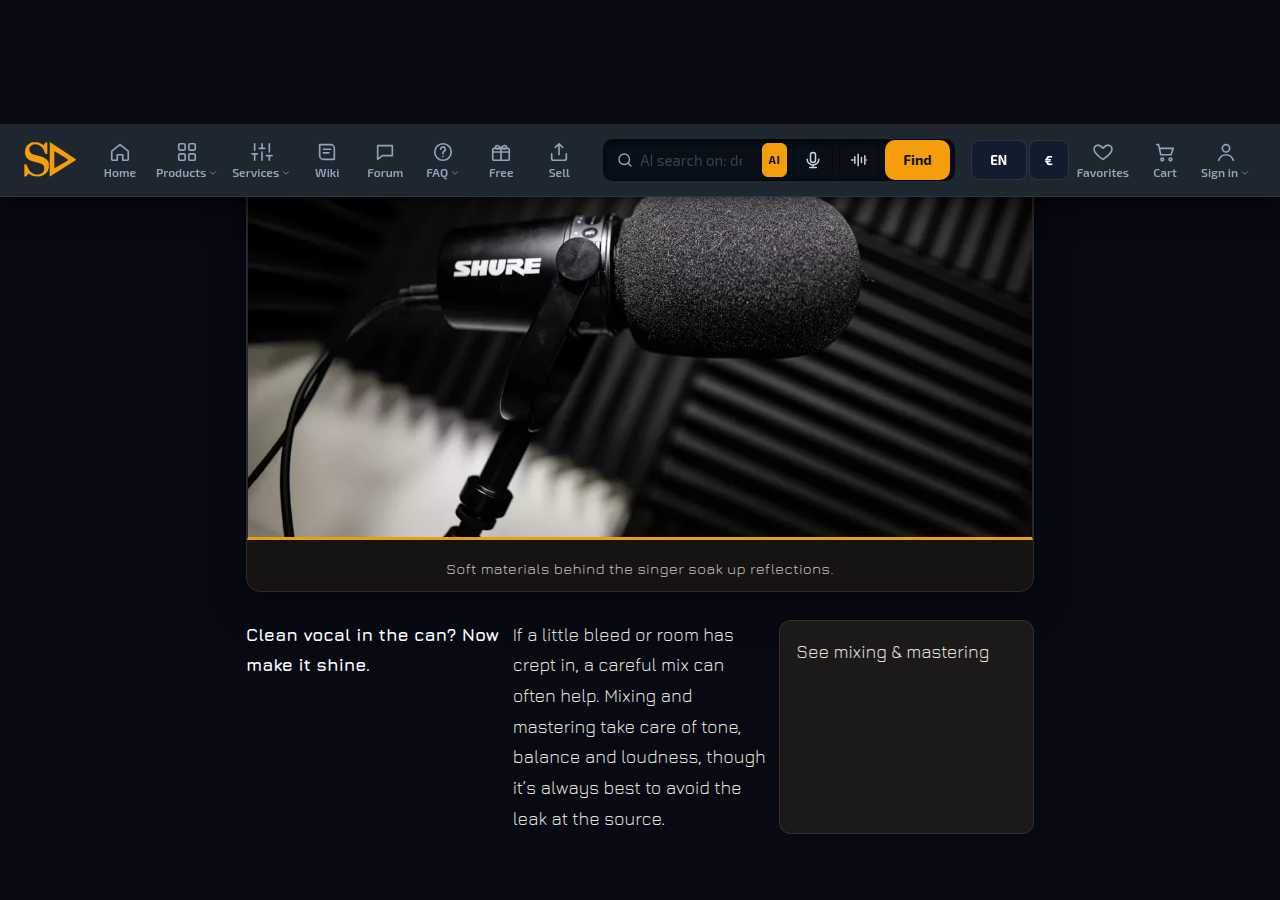 SD
Home
Products
Services
Wiki
Forum
FAQ
Free
Sell
AI search on: dr
AI
Find
EN
€
Favorites
Cart
Sign in
SHURE
Soft materials behind the singer soak up reflections.
Clean vocal in the can? Now
make it shine.
If a little bleed or room has
crept in, a careful mix can
often help. Mixing and
mastering take care of tone,
balance and loudness, though
it’s always best to avoid the
leak at the source.
See mixing & mastering